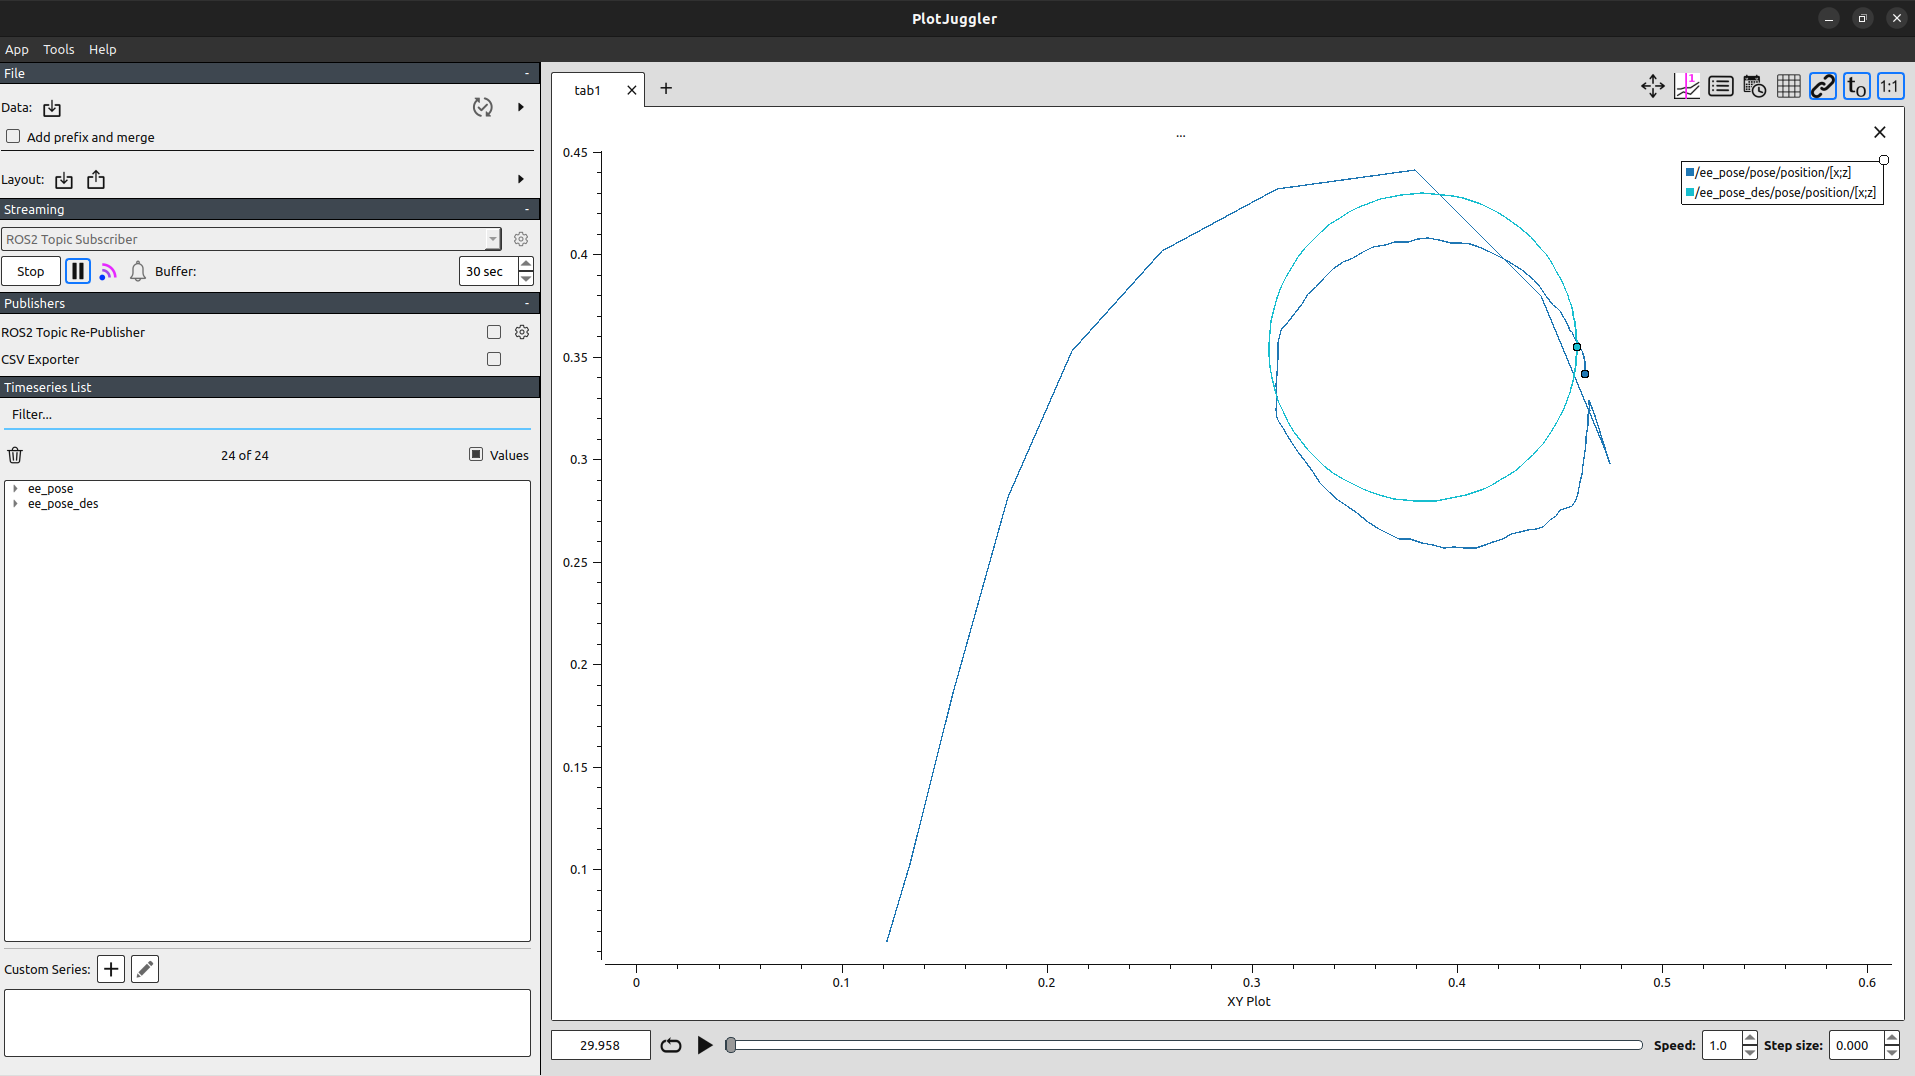 PlotJuggler
App Tools Help
File -
Data:
Add prefix and merge
Layout:
Streaming -
ROS2 Topic Subscriber
Stop Buffer: 30 sec
Publishers -
ROS2 Topic Re-Publisher
CSV Exporter
Timeseries List
Filter...
24 of 24 Values
ee_pose
ee_pose_des
Custom Series:
tab1
1
to
1:1
...
/ee_pose/pose/position/[x;z]
/ee_pose_des/pose/position/[x;z]
0.45
0.4
0.35
0.3
0.25
0.2
0.15
0.1
0 0.1 0.2 0.3 0.4 0.5 0.6
XY Plot
29.958 Speed: 1.0 Step size: 0.000